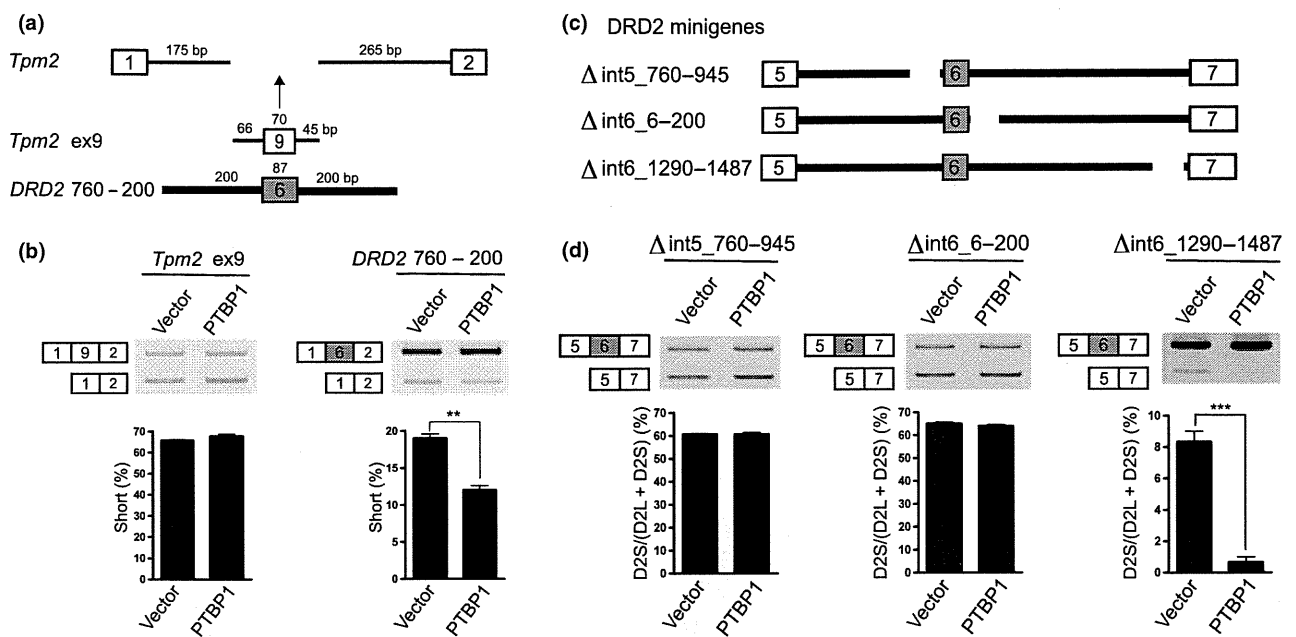 (a)
Tpm2 1 175 bp 265 bp 2
Tpm2 ex9 66 70 9 45 bp
DRD2 760 – 200 200 87 6 200 bp
(b)
Tpm2 ex9
Vector PTBP1
1 9 2
1 2
Short (%)
70
60
50
40
30
20
10
0
Vector PTBP1
DRD2 760 – 200
Vector PTBP1
1 6 2
1 2
**
Short (%)
20
15
10
5
0
Vector PTBP1
(c) DRD2 minigenes
Δ int5_760–945 5 6 7
Δ int6_6–200 5 6 7
Δ int6_1290–1487 5 6 7
(d)
Δ int5_760–945
Vector PTBP1
5 6 7
5 7
D2S/(D2L + D2S) (%)
70
60
50
40
30
20
10
0
Vector PTBP1
Δint6_6–200
Vector PTBP1
5 6 7
5 7
D2S/(D2L + D2S) (%)
70
60
50
40
30
20
10
0
Vector PTBP1
Δint6_1290–1487
Vector PTBP1
5 6 7
5 7
***
D2S/(D2L + D2S) (%)
10
8
6
4
2
0
Vector PTBP1